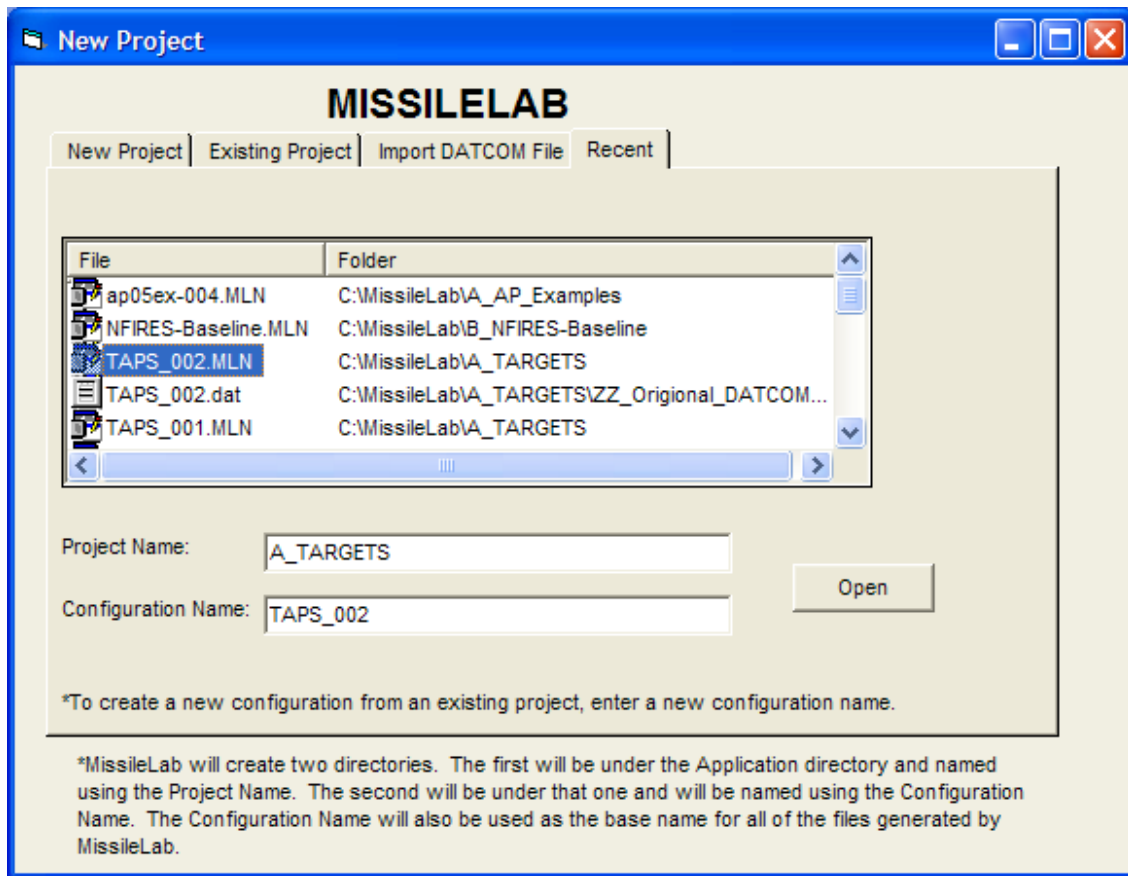 New Project
MISSILELAB
New Project Existing Project Import DATCOM File Recent
File Folder
ap05ex-004.MLN C:\MissileLab\A_AP_Examples
NFIRES-Baseline.MLN C:\MissileLab\B_NFIRES-Baseline
TAPS_002.MLN C:\MissileLab\A_TARGETS
TAPS_002.dat C:\MissileLab\A_TARGETS\ZZ_Origional_DATCOM...
TAPS_001.MLN C:\MissileLab\A_TARGETS
Project Name: A_TARGETS
Open
Configuration Name: TAPS_002
*To create a new configuration from an existing project, enter a new configuration name.
*MissileLab will create two directories. The first will be under the Application directory and named
using the Project Name. The second will be under that one and will be named using the Configuration
Name. The Configuration Name will also be used as the base name for all of the files generated by
MissileLab.